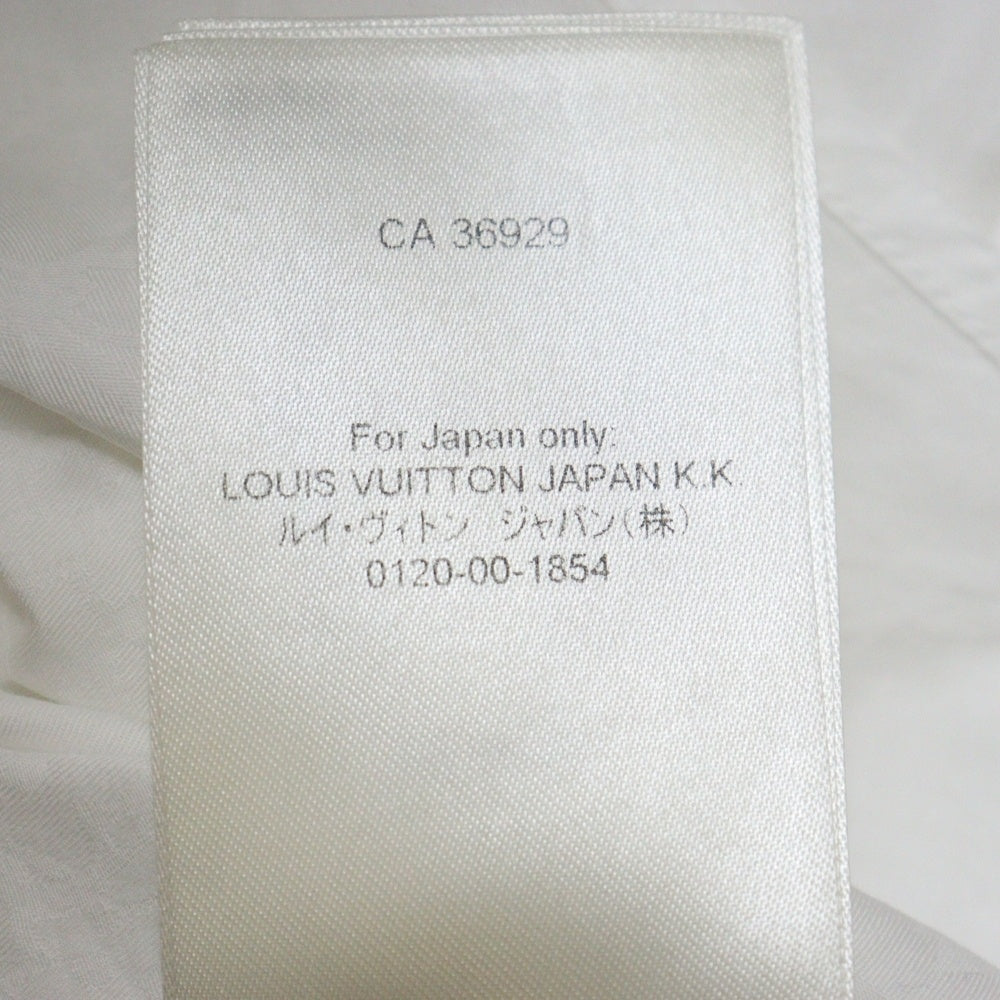 CA 36929
For Japan only:
LOUIS VUITTON JAPAN K.K
ルイ・ヴィトン ジャパン(株)
0120-00-1854